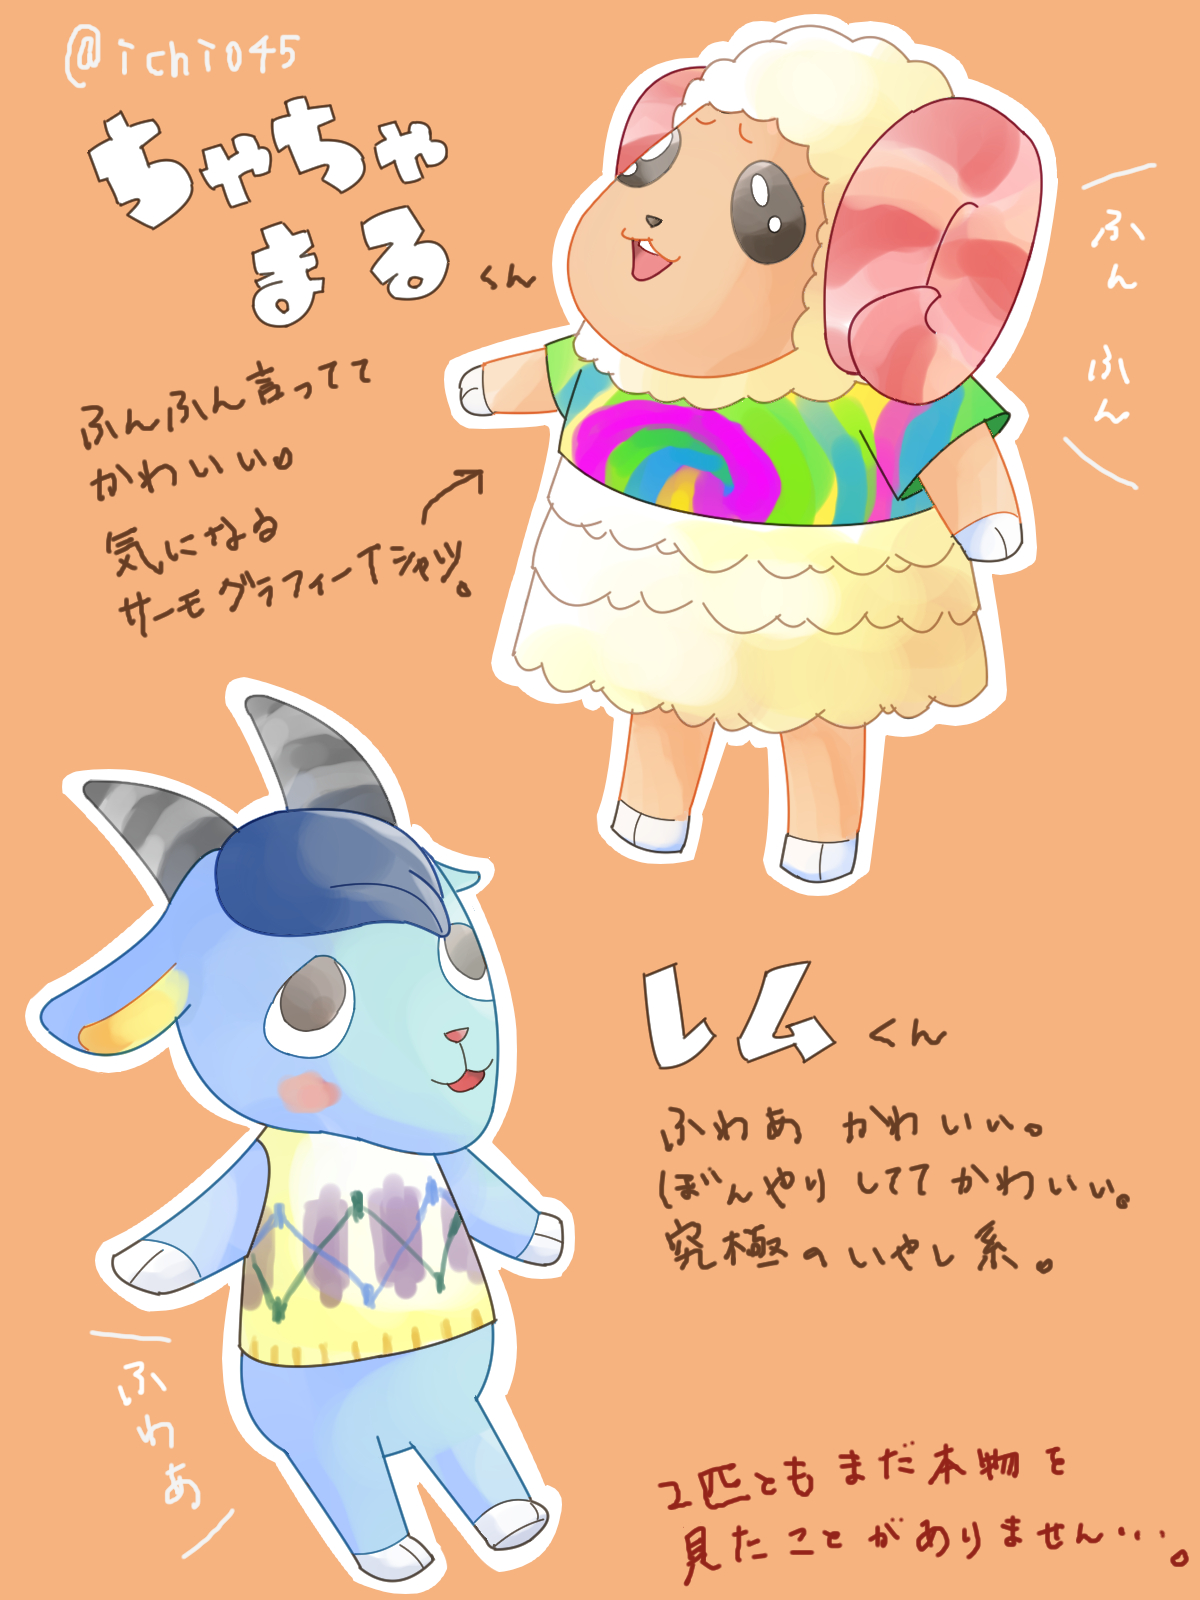 @ichi045
ちゃちゃ
まるくん
ふんふん言ってて
かわいい。
気になる
サーモグラフィーTシャツ。
ふん
ふん
レムくん
ふわあ かわいい。
ぼんやりしててかわいい。
究極のいやし系。
ふわあ
2匹ともまだ本物を
見たことがありません…。